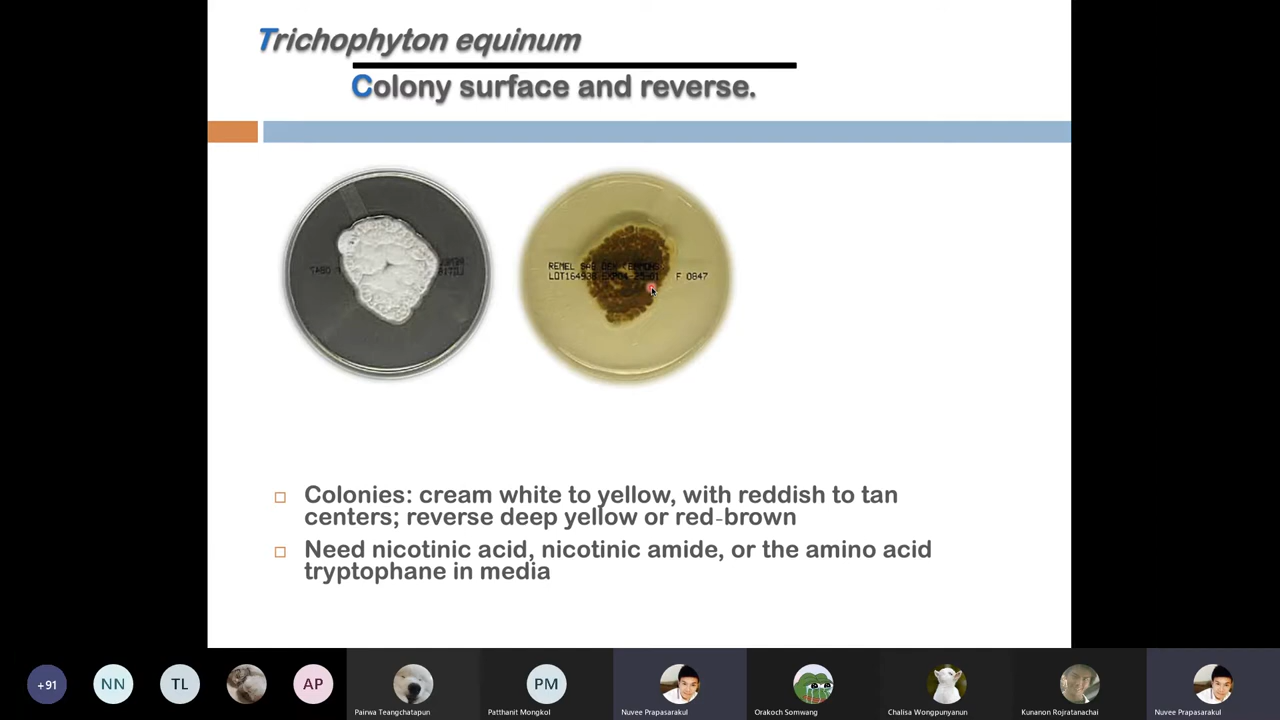 Trichophyton equinum
Colony surface and reverse.
F 0847
Colonies: cream white to yellow, with reddish to tan
centers; reverse deep yellow or red-brown
Need nicotinic acid, nicotinic amide, or the amino acid
tryptophane in media
+91
NN
TL
AP
PM
Pairwa Teangchatapun
Patthanit Mongkol
Nuvee Prapasarakul
Orakoch Somwang
Chalisa Wongpunyanun
Kunanon Rojratanachai
Nuvee Prapasarakul